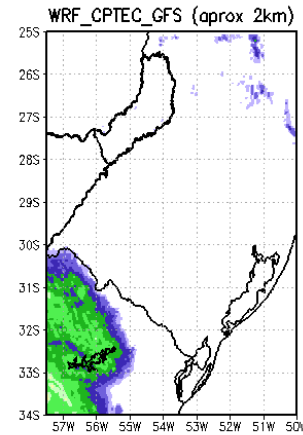 WRF_CPTEC_GFS (aprox 2km)
25S
26S
27S
28S
29S
30S
31S
32S
33S
34S
57W 56W 55W 54W 53W 52W 51W 50